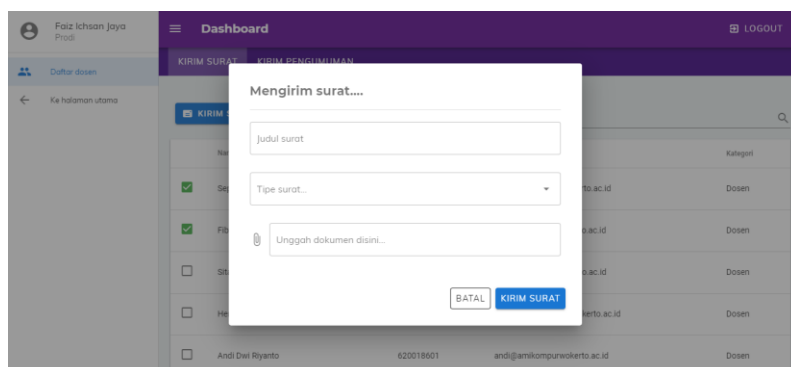 Faiz Ichsan Jaya
Prodi
Dashboard
LOGOUT
Daftar dosen
Ke halaman utama
KIRIM SURAT
KIRIM PENGUMUMAN
KIRIM
Mengirim surat....
Judul surat
Tipe surat...
Unggah dokumen disini...
BATAL
KIRIM SURAT
Kategori
rto.ac.id
Dosen
o.ac.id
Dosen
o.ac.id
Dosen
kerto.ac.id
Dosen
Andi Dwi Riyanto 620018601 andi@amikompurwokerto.ac.id Dosen